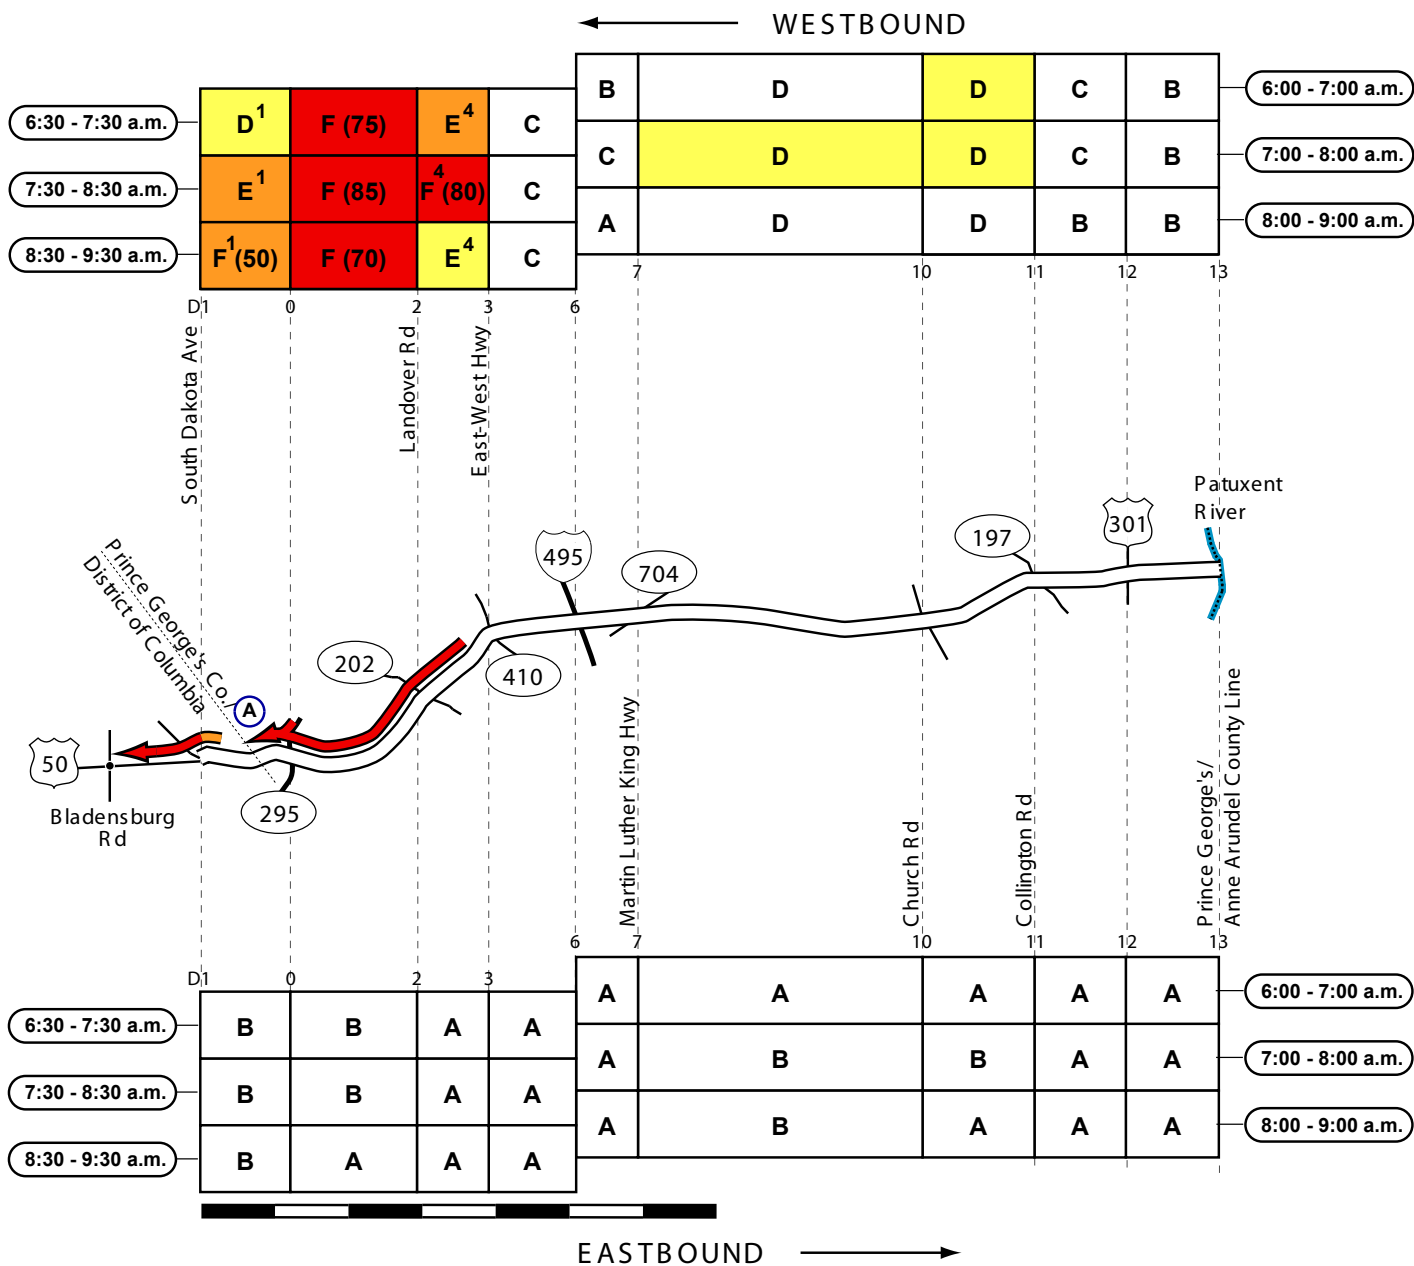 WESTBOUND
B D D C B 6:00 - 7:00 a.m.
6:30 - 7:30 a.m. D1 F (75) E4 C
C D D C B 7:00 - 8:00 a.m.
7:30 - 8:30 a.m. E1 F (85) F4 (80) C
A D D B B 8:00 - 9:00 a.m.
8:30 - 9:30 a.m. F1 (50) F (70) E4 C
7 10 11 12 13
D1 0 2 3 6
South Dakota Ave
Landover Rd
East-West Hwy
Patuxent
River
301
197
495
704
Prince George's Co.
District of Columbia
202
410
A
50
Bladensburg
Rd
295
Martin Luther King Hwy
Church Rd
Collington Rd
Prince George's/
Anne Arundel County Line
6 7 10 11 12 13
D1 0 2 3
A A A A A 6:00 - 7:00 a.m.
6:30 - 7:30 a.m. B B A A
A B B A A 7:00 - 8:00 a.m.
7:30 - 8:30 a.m. B B A A
A B A A A 8:00 - 9:00 a.m.
8:30 - 9:30 a.m. B A A A
EASTBOUND